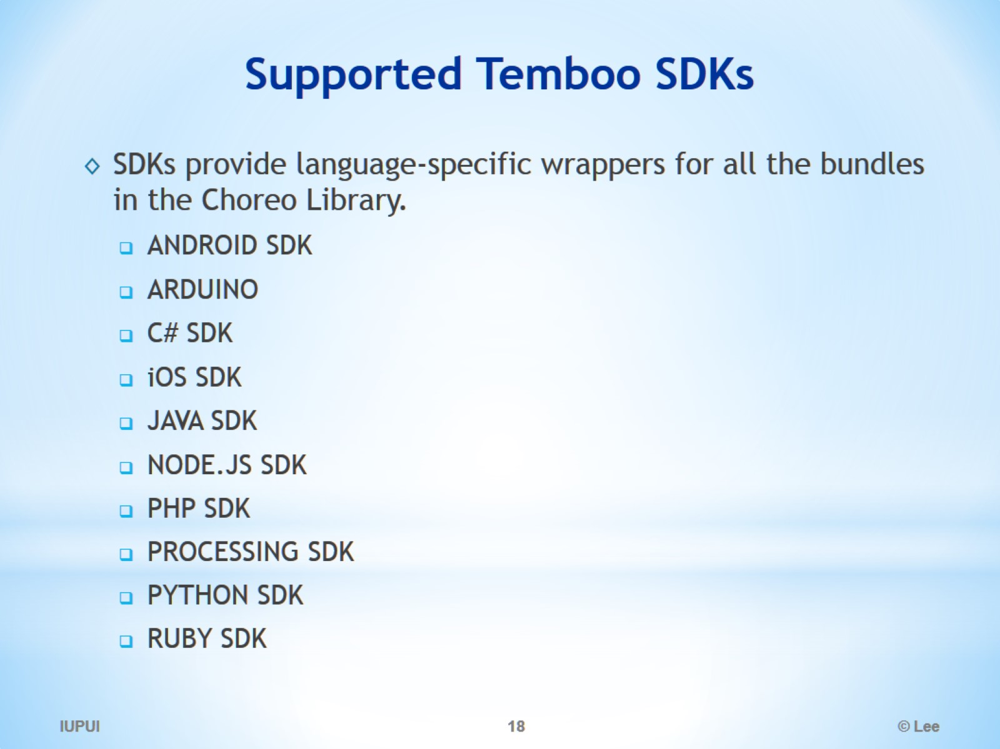 Supported Temboo SDKs
◇ SDKs provide language-specific wrappers for all the bundles
in the Choreo Library.
❑ ANDROID SDK
❑ ARDUINO
❑ C# SDK
❑ iOS SDK
❑ JAVA SDK
❑ NODE.JS SDK
❑ PHP SDK
❑ PROCESSING SDK
❑ PYTHON SDK
❑ RUBY SDK
IUPUI 18 © Lee